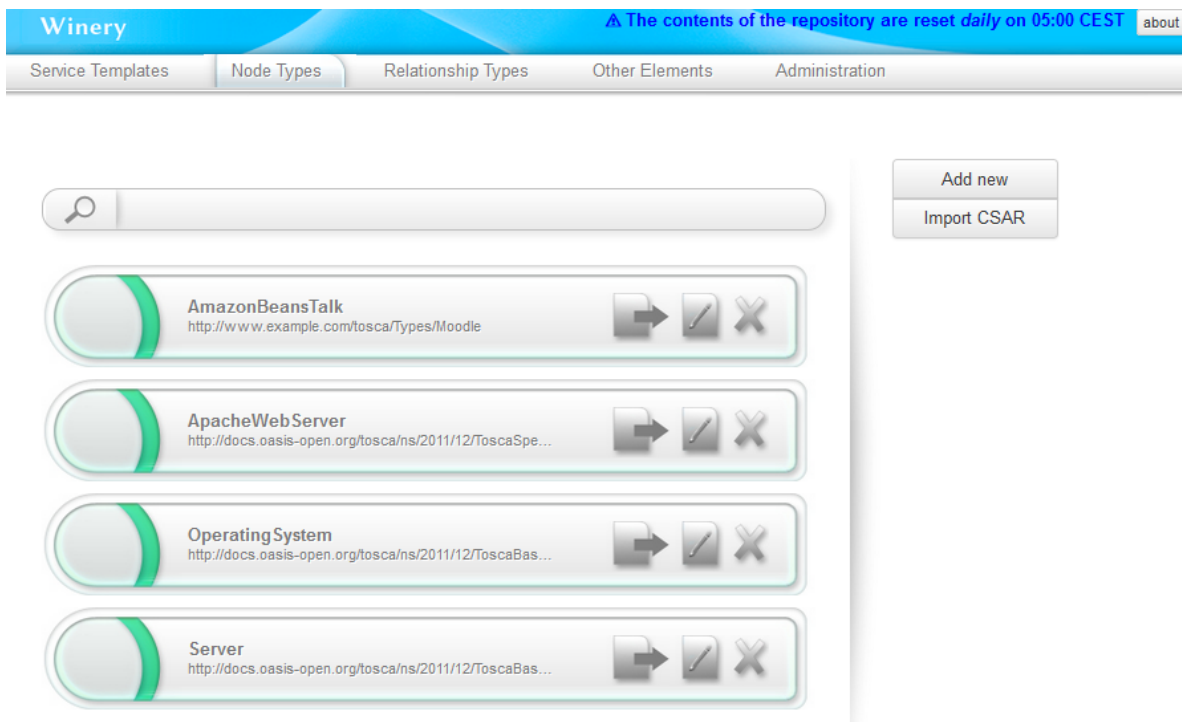 Winery
⚠ The contents of the repository are reset daily on 05:00 CEST
about
Service Templates
Node Types
Relationship Types
Other Elements
Administration
Add new
Import CSAR
AmazonBeansTalk
http://www.example.com/tosca/Types/Moodle
ApacheWebServer
http://docs.oasis-open.org/tosca/ns/2011/12/ToscaSpe...
OperatingSystem
http://docs.oasis-open.org/tosca/ns/2011/12/ToscaBas...
Server
http://docs.oasis-open.org/tosca/ns/2011/12/ToscaBas...